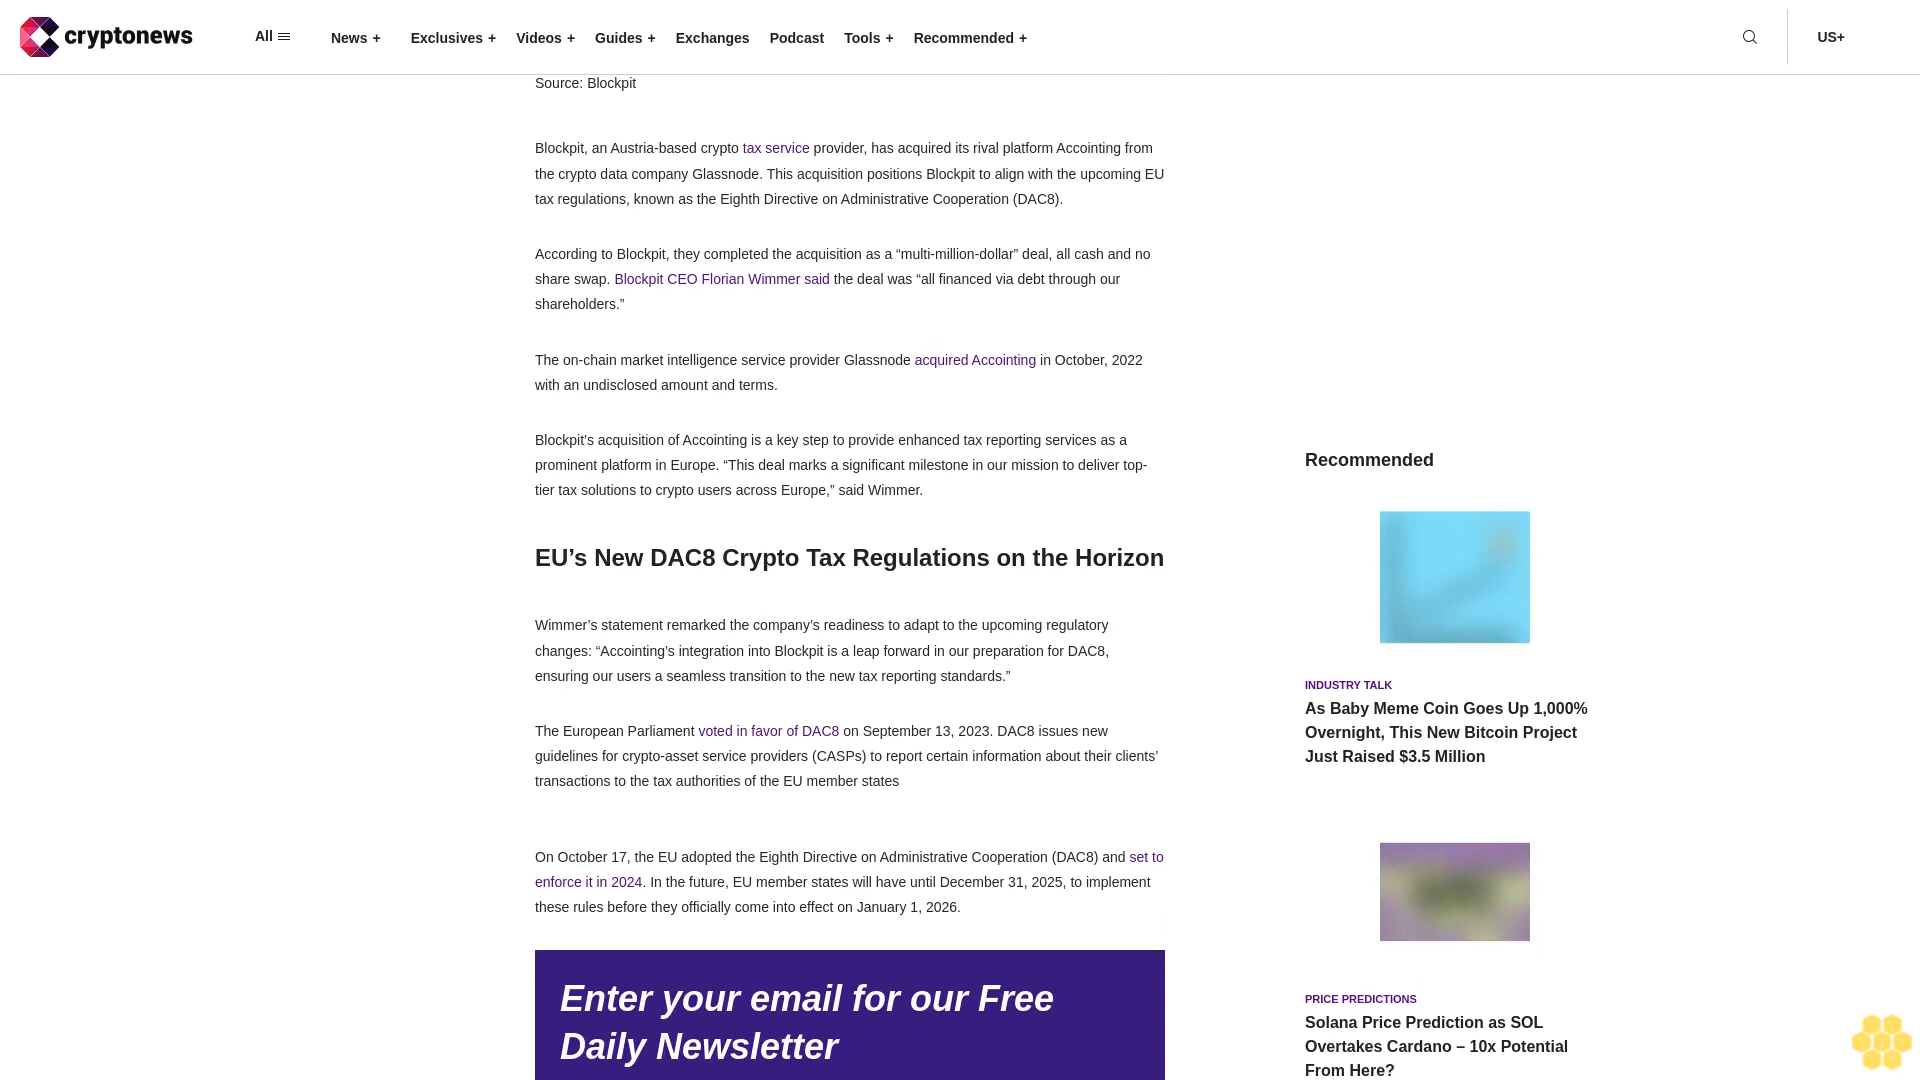 cryptonews
All
News +
Exclusives +
Videos +
Guides +
Exchanges
Podcast
Tools +
Recommended +
US+
Source: Blockpit
Blockpit, an Austria-based crypto tax service provider, has acquired its rival platform Accointing from
the crypto data company Glassnode. This acquisition positions Blockpit to align with the upcoming EU
tax regulations, known as the Eighth Directive on Administrative Cooperation (DAC8).
According to Blockpit, they completed the acquisition as a “multi-million-dollar” deal, all cash and no
share swap. Blockpit CEO Florian Wimmer said the deal was “all financed via debt through our
shareholders.”
The on-chain market intelligence service provider Glassnode acquired Accointing in October, 2022
with an undisclosed amount and terms.
Blockpit’s acquisition of Accointing is a key step to provide enhanced tax reporting services as a
prominent platform in Europe. “This deal marks a significant milestone in our mission to deliver top-
tier tax solutions to crypto users across Europe,” said Wimmer.
EU’s New DAC8 Crypto Tax Regulations on the Horizon
Wimmer’s statement remarked the company’s readiness to adapt to the upcoming regulatory
changes: “Accointing’s integration into Blockpit is a leap forward in our preparation for DAC8,
ensuring our users a seamless transition to the new tax reporting standards.”
The European Parliament voted in favor of DAC8 on September 13, 2023. DAC8 issues new
guidelines for crypto-asset service providers (CASPs) to report certain information about their clients’
transactions to the tax authorities of the EU member states
On October 17, the EU adopted the Eighth Directive on Administrative Cooperation (DAC8) and set to
enforce it in 2024. In the future, EU member states will have until December 31, 2025, to implement
these rules before they officially come into effect on January 1, 2026.
Enter your email for our Free
Daily Newsletter
Recommended
INDUSTRY TALK
As Baby Meme Coin Goes Up 1,000%
Overnight, This New Bitcoin Project
Just Raised $3.5 Million
PRICE PREDICTIONS
Solana Price Prediction as SOL
Overtakes Cardano – 10x Potential
From Here?